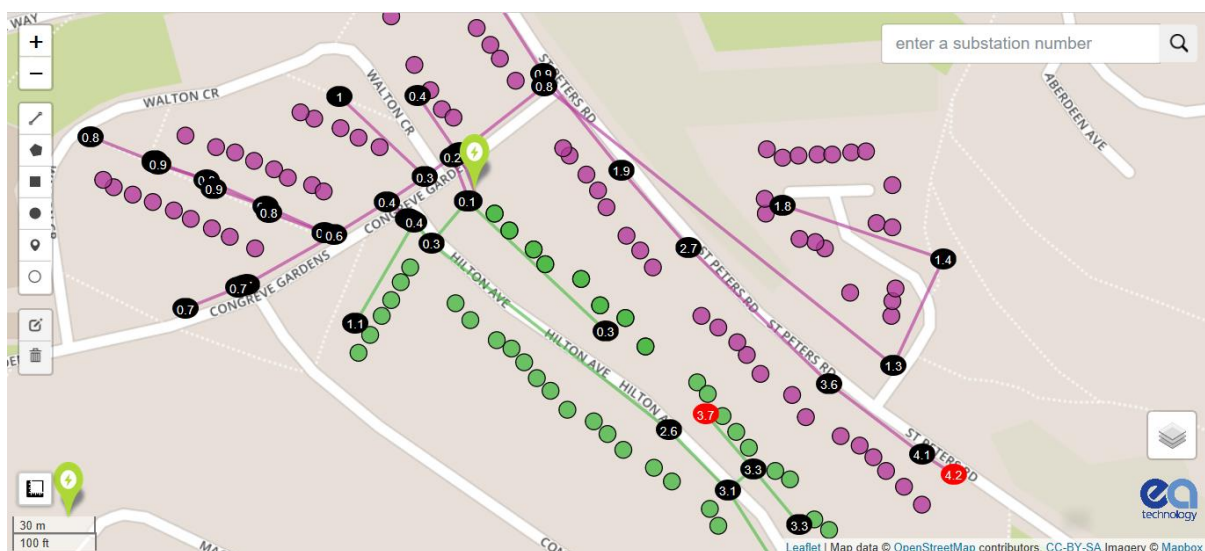 WAY
+
−
enter a substation number
ST PETERS RD
ABERDEEN AVE
WALTON CR
WALTON CR
0.9
0.8
1
0.4
0.8
0.9
0.9
0.8
0.6
0.2
0.3
0.1
0.4
0.4
0.3
CONGREVE GARDENS
1.9
1.8
2.7
1.4
ST PETERS RD
HILTON AVE
CONGREVE GARDENS
0.7
0.7
1.1
0.3
HILTON AVE
ST PETERS RD
1.3
3.6
HILTON A
3.7
2.6
ST PETERS RD
4.1
4.2
3.3
3.1
3.3
30 m
100 ft
ea
technology
Leaflet | Map data © OpenStreetMap contributors, CC-BY-SA Imagery © Mapbox